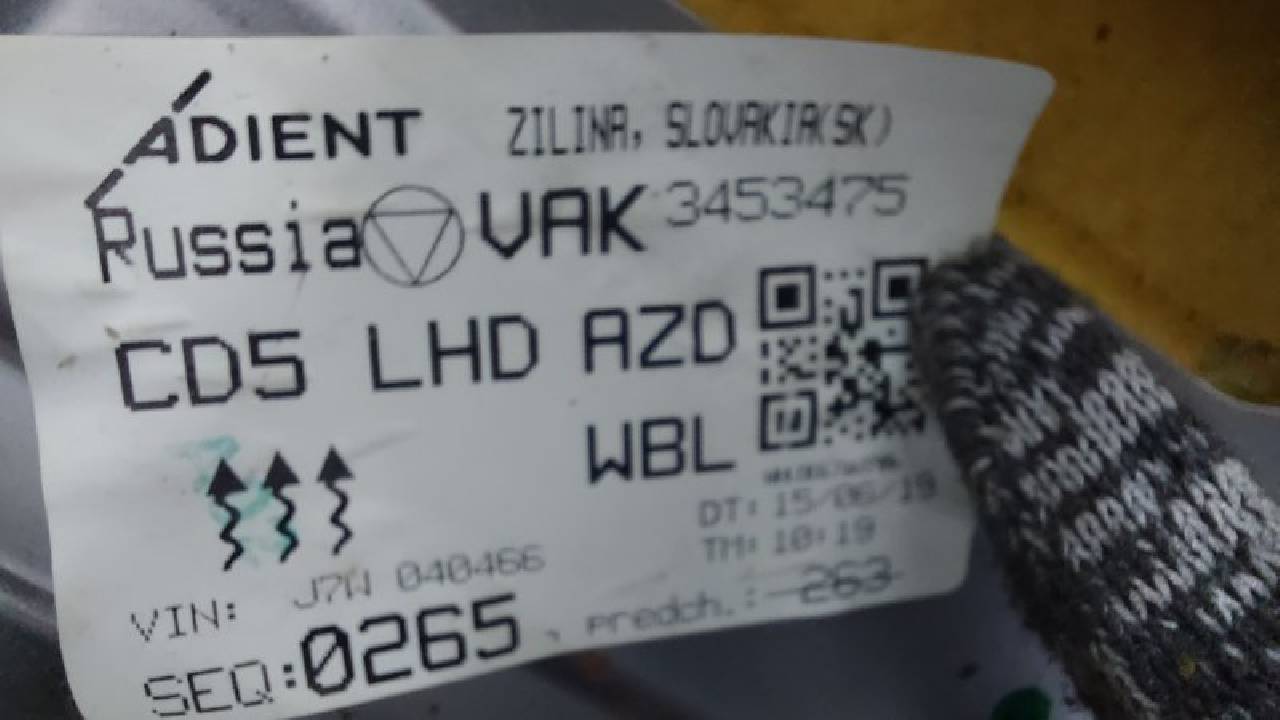 ADIENT ZILINA, SLOVAKIA(SK)
Russia VAK 3453475
CD5 LHD AZD
WBL
DT: 15/06/19
TM: 10:19
VIN: J7W 040466
SEQ:0265, predch.: 263